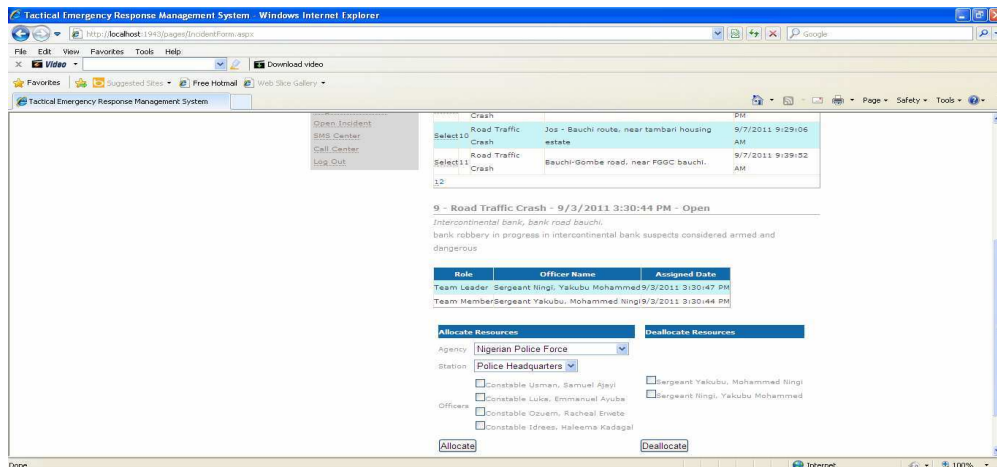 Tactical Emergency Response Management System - Windows Internet Explorer
http://localhost:1943/pages/IncidentForm.aspx
Google
File Edit View Favorites Tools Help
Video Download video
Favorites Suggested Sites Free Hotmail Web Slice Gallery
Tactical Emergency Response Management System
Page Safety Tools
Open Incident
SMS Center
Call Center
Log Out
Crash PM
Select 10 Road Traffic Crash Jos - Bauchi route, near tambari housing estate 9/7/2011 9:29:06 AM
Select 11 Road Traffic Crash Bauchi-Gombe road, near FGGC bauchi. 9/7/2011 9:39:52 AM
12
9 - Road Traffic Crash - 9/3/2011 3:30:44 PM - Open
Intercontinental bank, bank road bauchi.
bank robbery in progress in intercontinental bank suspects considered armed and
dangerous
Role Officer Name Assigned Date
Team Leader Sergeant Ningi, Yakubu Mohammed 9/3/2011 3:30:47 PM
Team Member Sergeant Yakubu, Mohammed Ningi 9/3/2011 3:30:44 PM
Allocate Resources Deallocate Resources
Agency Nigerian Police Force
Station Police Headquarters
Officers
Constable Usman, Samuel Ajayi
Constable Luka, Emmanuel Ayuba
Constable Ozuem, Racheal Enwete
Constable Idrees, Haleema Kadagal
Sergeant Yakubu, Mohammed Ningi
Sergeant Ningi, Yakubu Mohammed
Allocate Deallocate
Done Internet 100%